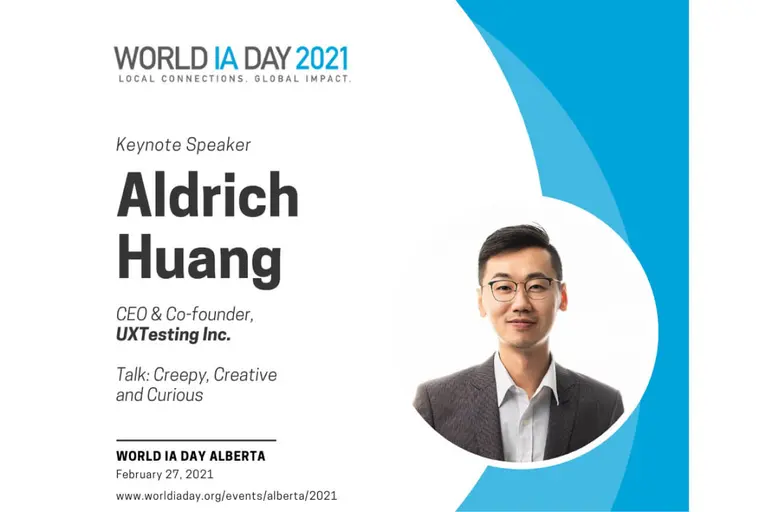 WORLD IA DAY 2021
LOCAL CONNECTIONS. GLOBAL IMPACT.
Keynote Speaker
Aldrich
Huang
CEO & Co-founder,
UXTesting Inc.
Talk: Creepy, Creative
and Curious
WORLD IA DAY ALBERTA
February 27, 2021
www.worldiaday.org/events/alberta/2021